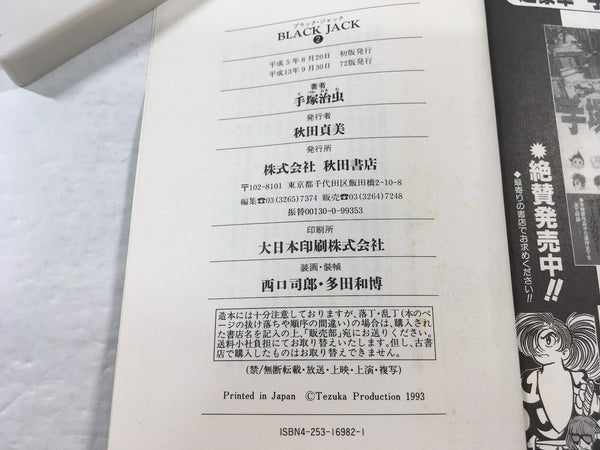 ブラック・ジャック
BLACK JACK
2
平成5年8月20日 初版発行
平成13年9月30日 72版発行
著者
手塚治虫
発行者
秋田貞美
発行所
株式会社 秋田書店
〒102-8101 東京都千代田区飯田橋2-10-8
編集☎03(3265)7374 販売☎03(3264)7248
振替00130-0-99353
印刷所
大日本印刷株式会社
装画・装幀
西口司郎・多田和博
造本には十分注意しておりますが、落丁・乱丁(本のペ
ージの抜け落ちや順序の間違い)の場合は、購入され
た書店名を記入の上、「販売部」宛にお送りください。
送料小社負担にてお取り替えいたします。但し、古書
店で購入したものはお取り替えできません。
(禁/無断転載・放送・上映・上演・複写)
Printed in Japan ©Tezuka Production 1993
ISBN4-253-16982-1
絶賛発売中!!
●最寄りの書店でお求めください!!